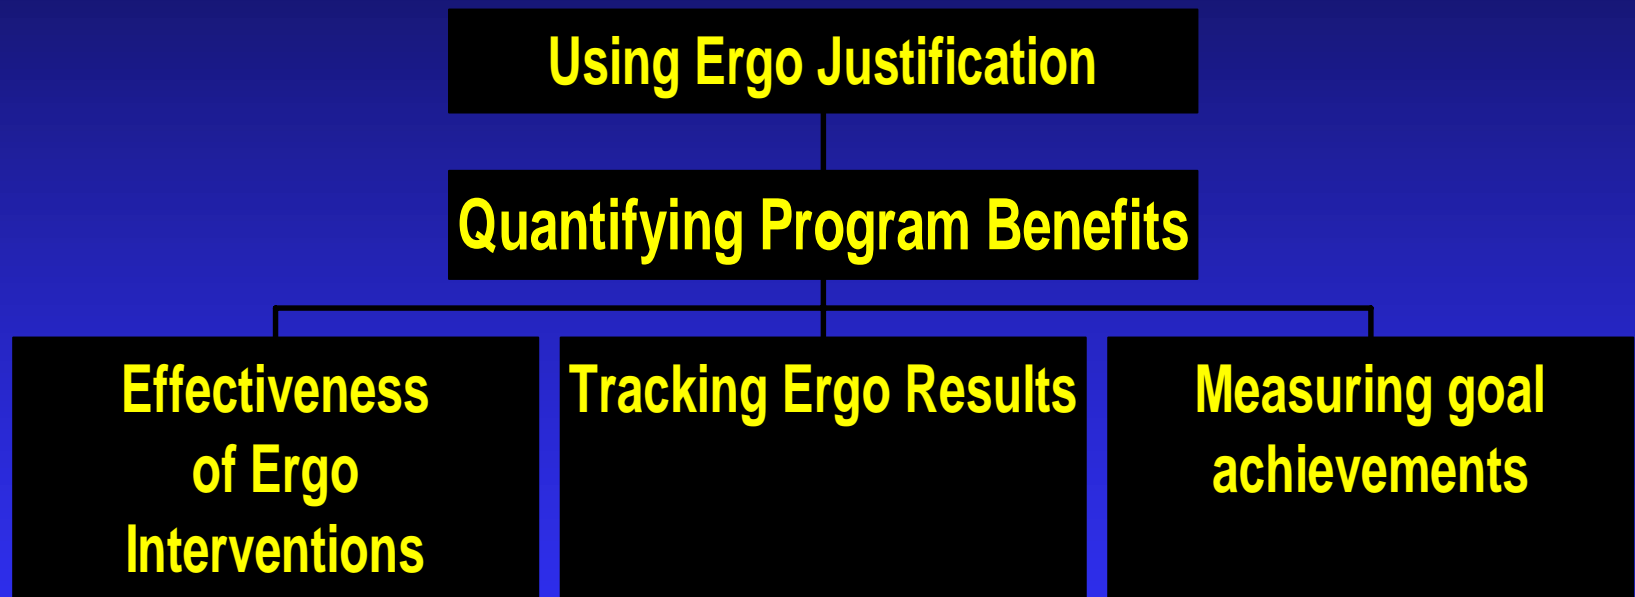 Using Ergo Justification
Quantifying Program Benefits
Effectiveness
of Ergo
Interventions
Tracking Ergo Results
Measuring goal
achievements